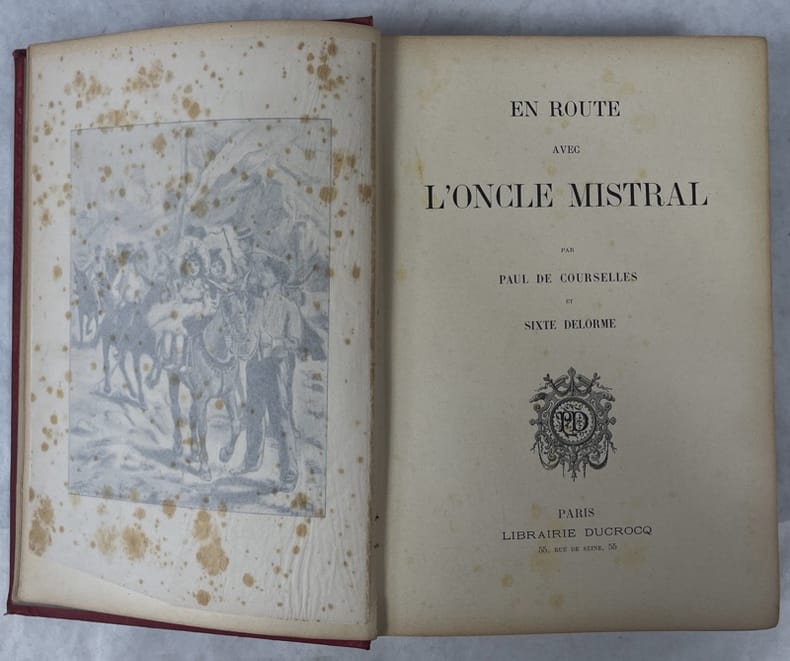 EN ROUTE
AVEC
L'ONCLE MISTRAL
PAR
PAUL DE COURSELLES
ET
SIXTE DELORME
PARIS
LIBRAIRIE DUCROCQ
55, RUE DE SEINE, 55